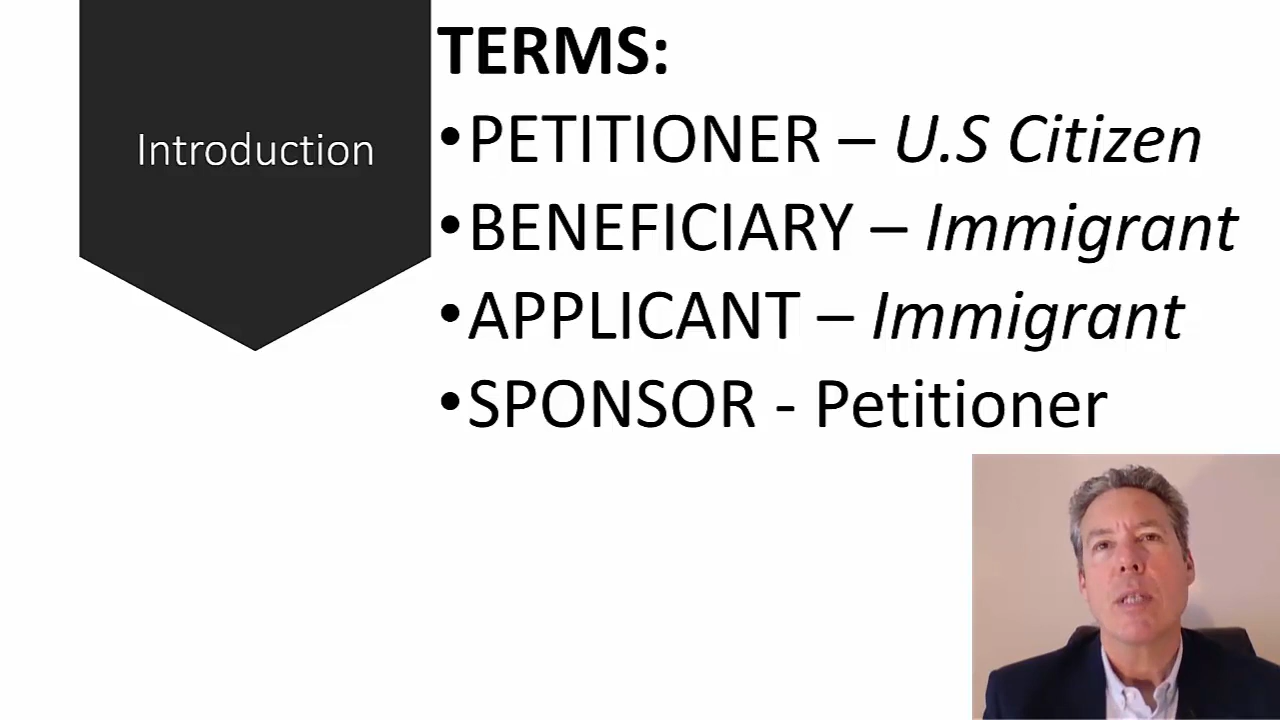 Introduction
TERMS:
•PETITIONER – U.S Citizen
•BENEFICIARY – Immigrant
•APPLICANT – Immigrant
•SPONSOR - Petitioner